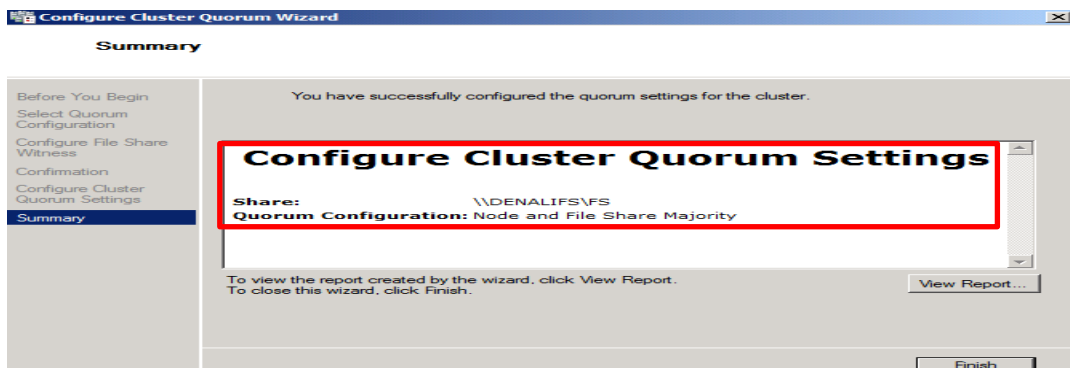 Configure Cluster Quorum Wizard
Summary
Before You Begin
Select Quorum
Configuration
Configure File Share
Witness
Confirmation
Configure Cluster
Quorum Settings
Summary
You have successfully configured the quorum settings for the cluster.
Configure Cluster Quorum Settings
Share: \\DENALIFS\FS
Quorum Configuration: Node and File Share Majority
To view the report created by the wizard, click View Report.
To close this wizard, click Finish.
View Report...
Finish